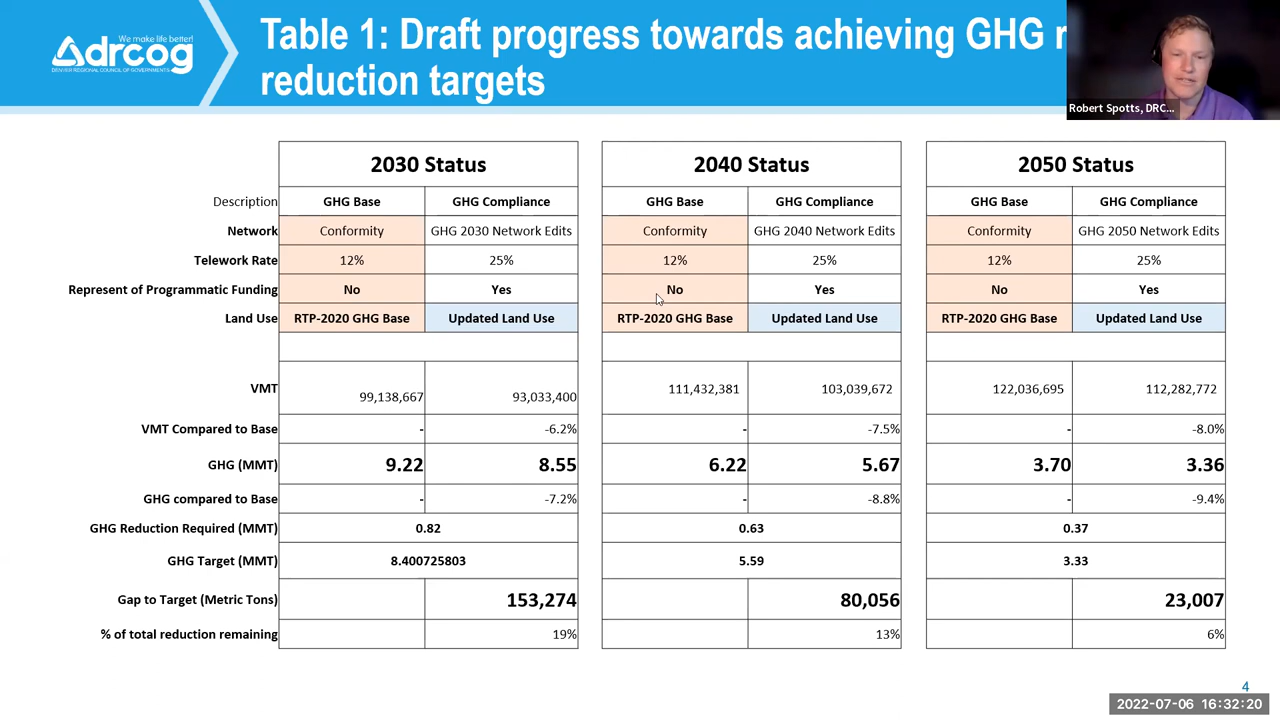 We make life better!
drcog
DENVER REGIONAL COUNCIL OF GOVERNMENTS
Table 1: Draft progress towards achieving GHG
reduction targets
Robert Spotts, DRC...
2030 Status 2040 Status 2050 Status
Description GHG Base GHG Compliance GHG Base GHG Compliance GHG Base GHG Compliance
Network Conformity GHG 2030 Network Edits Conformity GHG 2040 Network Edits Conformity GHG 2050 Network Edits
Telework Rate 12% 25% 12% 25% 12% 25%
Represent of Programmatic Funding No Yes No Yes No Yes
Land Use RTP-2020 GHG Base Updated Land Use RTP-2020 GHG Base Updated Land Use RTP-2020 GHG Base Updated Land Use
VMT 99,138,667 93,033,400 111,432,381 103,039,672 122,036,695 112,282,772
VMT Compared to Base - -6.2% - -7.5% - -8.0%
GHG (MMT) 9.22 8.55 6.22 5.67 3.70 3.36
GHG compared to Base - -7.2% - -8.8% - -9.4%
GHG Reduction Required (MMT) 0.82 0.63 0.37
GHG Target (MMT) 8.400725803 5.59 3.33
Gap to Target (Metric Tons) 153,274 80,056 23,007
% of total reduction remaining 19% 13% 6%
4
2022-07-06 16:32:20